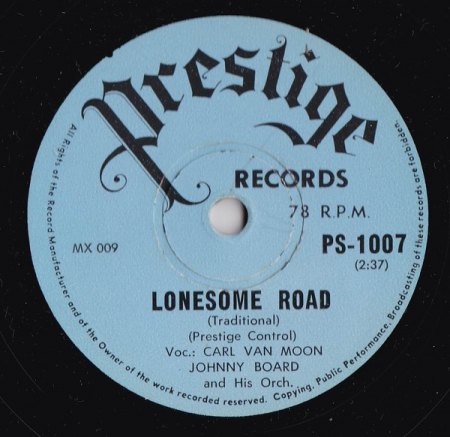 Prestige
RECORDS
78 R.P.M.
MX 009
PS-1007
(2:37)
LONESOME ROAD
(Traditional)
(Prestige Control)
Voc.: CARL VAN MOON
JOHNNY BOARD
and His Orch.
All Rights of the Record Manufacturer and of the Owner of the work recorded reserved. Copying, Public Performance, Broadcasting of these records are forbidden.